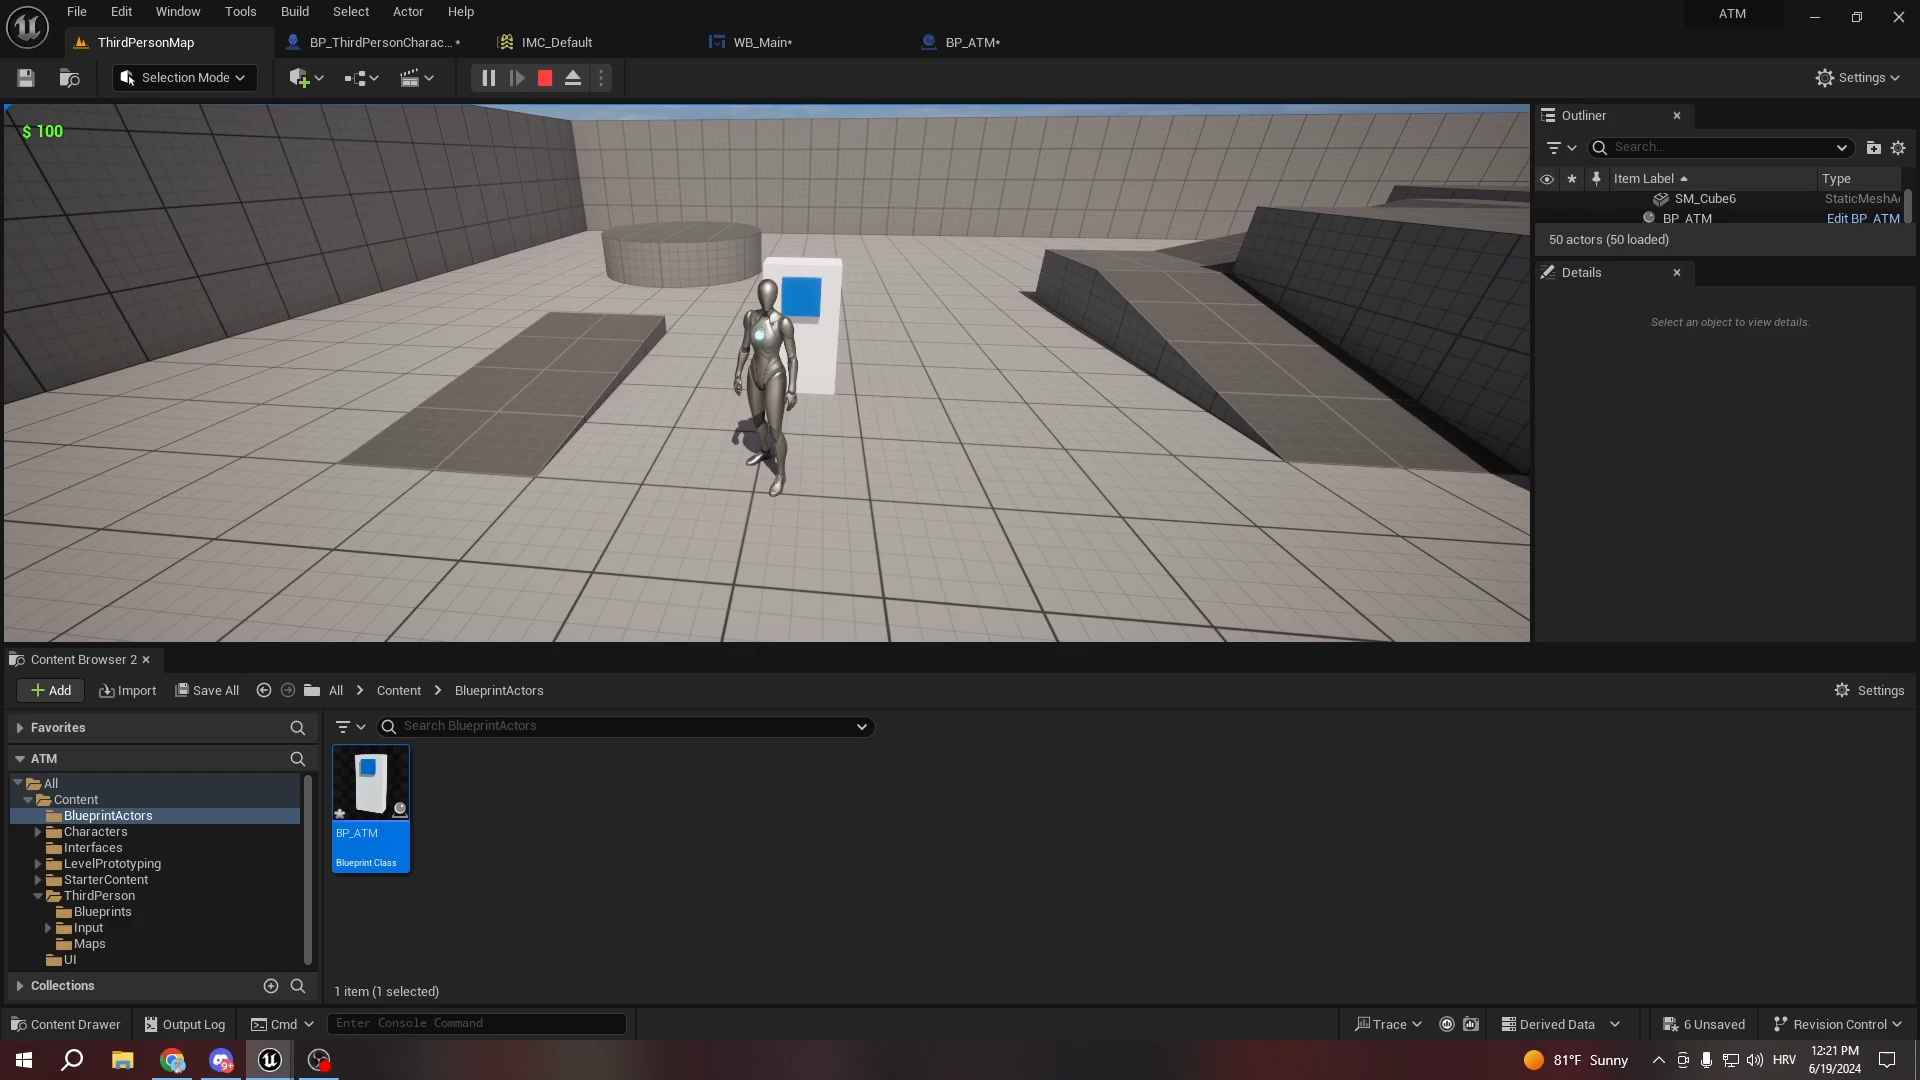 File Edit Window Tools Build Select Actor Help
ATM
ThirdPersonMap
BP_ThirdPersonCharac... *
IMC_Default
WB_Main*
BP_ATM*
Selection Mode
Settings
$ 100
Outliner
Search...
Item Label
Type
SM_Cube6
StaticMeshA
BP_ATM
Edit BP_ATM
50 actors (50 loaded)
Details
Select an object to view details.
Content Browser 2
Add
Import
Save All
All
Content
BlueprintActors
Settings
Favorites
Search BlueprintActors
ATM
All
Content
BlueprintActors
Characters
Interfaces
LevelPrototyping
StarterContent
ThirdPerson
Blueprints
Input
Maps
UI
BP_ATM
Blueprint Class
Collections
1 item (1 selected)
Content Drawer
Output Log
Cmd
Enter Console Command
Trace
Derived Data
6 Unsaved
Revision Control
9+
81°F Sunny
HRV
12:21 PM
6/19/2024